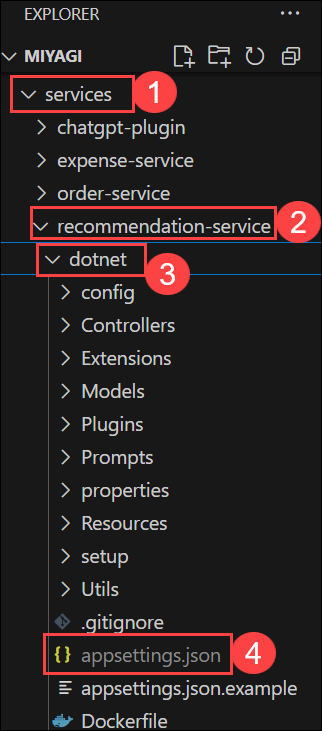 EXPLORER
MIYAGI
services 1
chatgpt-plugin
expense-service
order-service
recommendation-service 2
dotnet 3
config
Controllers
Extensions
Models
Plugins
Prompts
properties
Resources
setup
Utils
.gitignore
{} appsettings.json 4
appsettings.json.example
Dockerfile